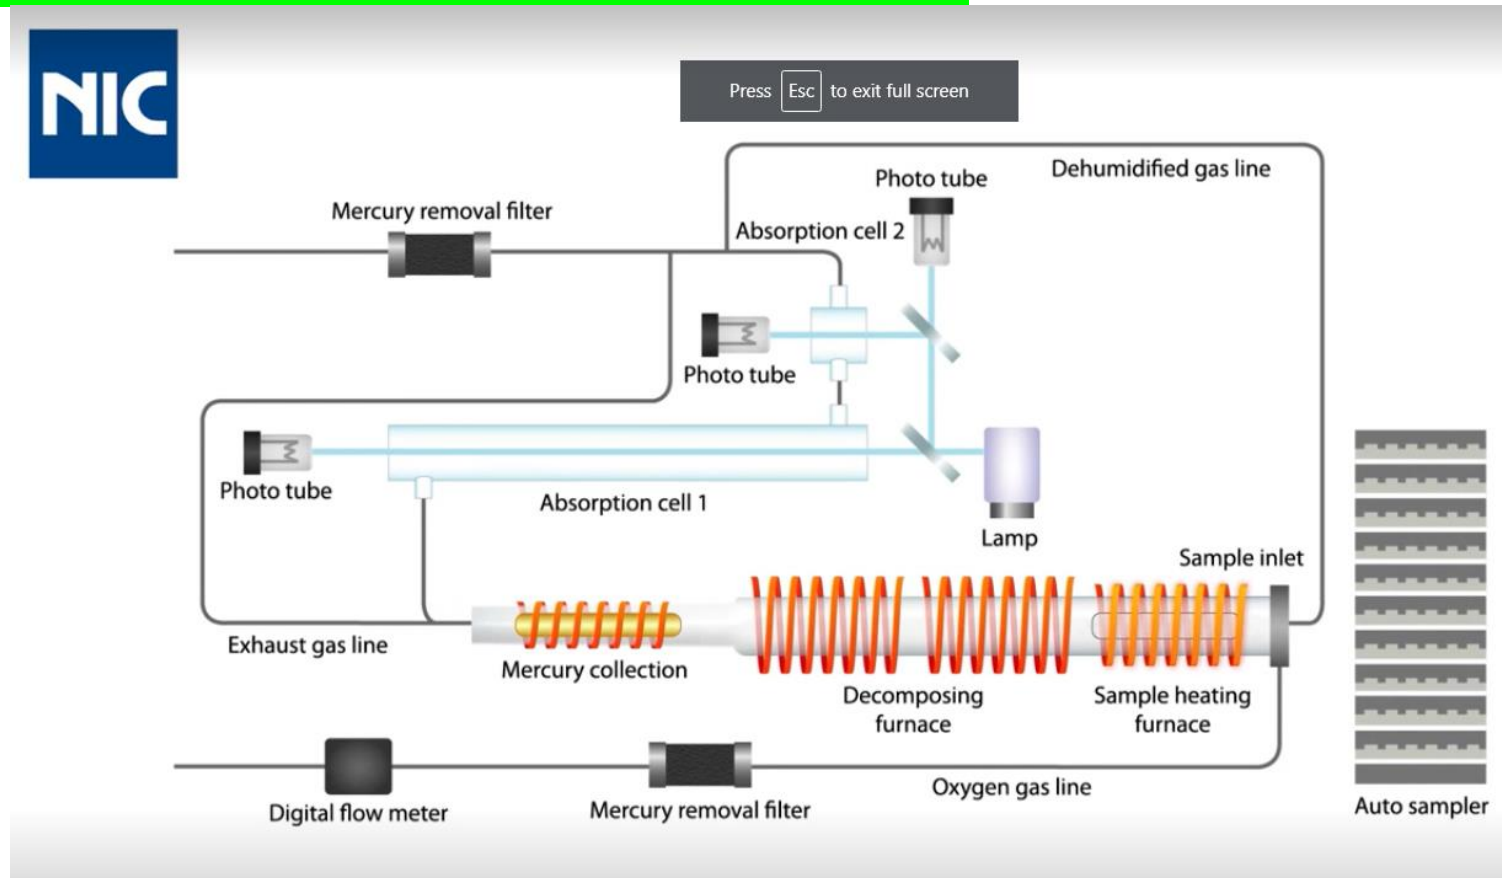 NIC
Press Esc to exit full screen
Dehumidified gas line
Photo tube
Mercury removal filter
Absorption cell 2
Photo tube
Photo tube
Absorption cell 1
Lamp
Sample inlet
Exhaust gas line
Mercury collection
Decomposing
furnace
Sample heating
furnace
Digital flow meter
Mercury removal filter
Oxygen gas line
Auto sampler